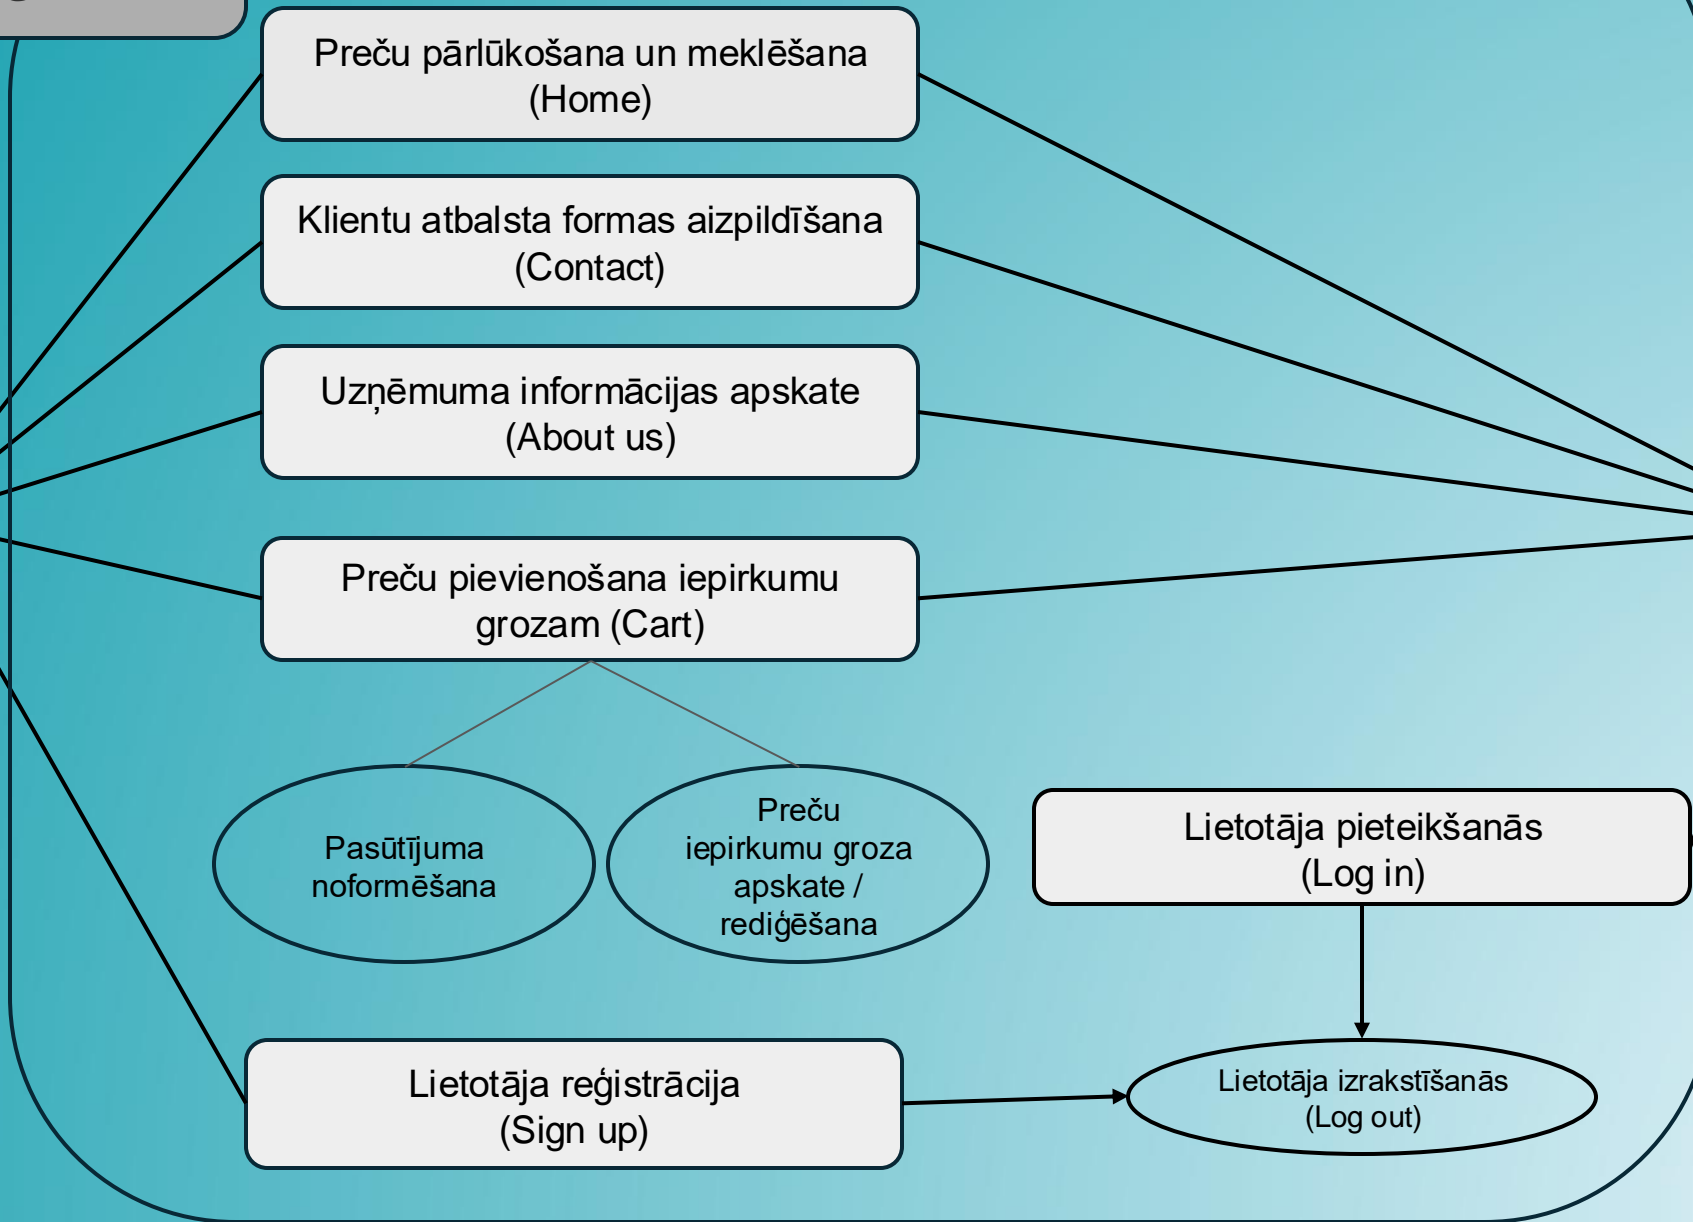 Preču pārlūkošana un meklēšana
(Home)
Klientu atbalsta formas aizpildīšana
(Contact)
Uzņēmuma informācijas apskate
(About us)
Preču pievienošana iepirkumu
grozam (Cart)
Pasūtījuma
noformēšana
Preču
iepirkumu groza
apskate /
rediģēšana
Lietotāja pieteikšanās
(Log in)
Lietotāja reģistrācija
(Sign up)
Lietotāja izrakstīšanās
(Log out)